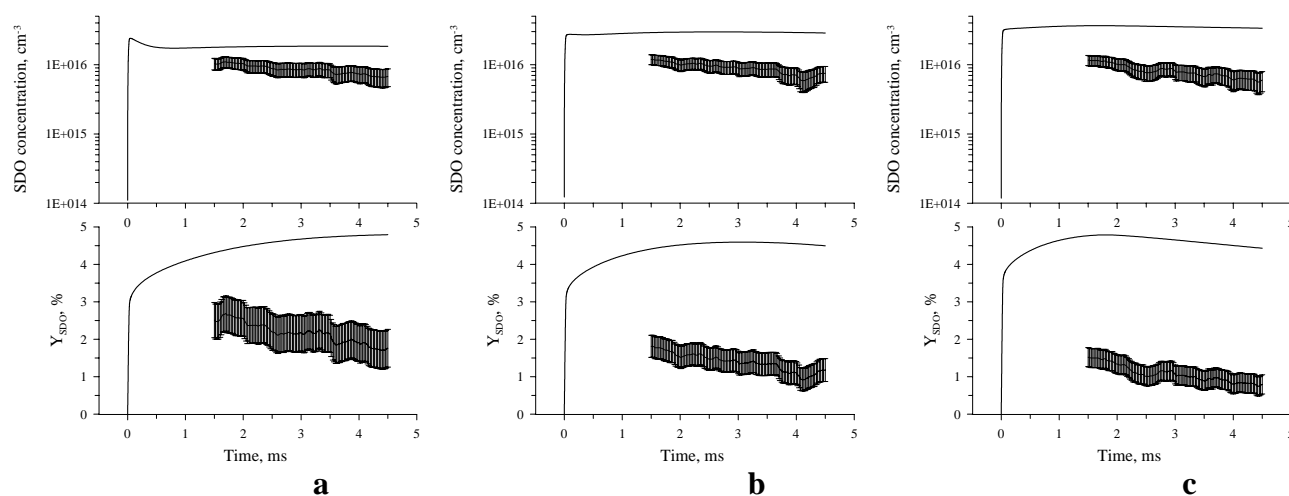 SDO concentration, cm-3
1E+016
1E+015
1E+014
0 1 2 3 4 5
Y_SDO, %
5
4
3
2
1
0
0 1 2 3 4 5
Time, ms
a
SDO concentration, cm-3
1E+016
1E+015
1E+014
0 1 2 3 4 5
Y_SDO, %
5
4
3
2
1
0
0 1 2 3 4 5
Time, ms
b
SDO concentration, cm-3
1E+016
1E+015
1E+014
0 1 2 3 4 5
Y_SDO, %
5
4
3
2
1
0
0 1 2 3 4 5
Time, ms
c